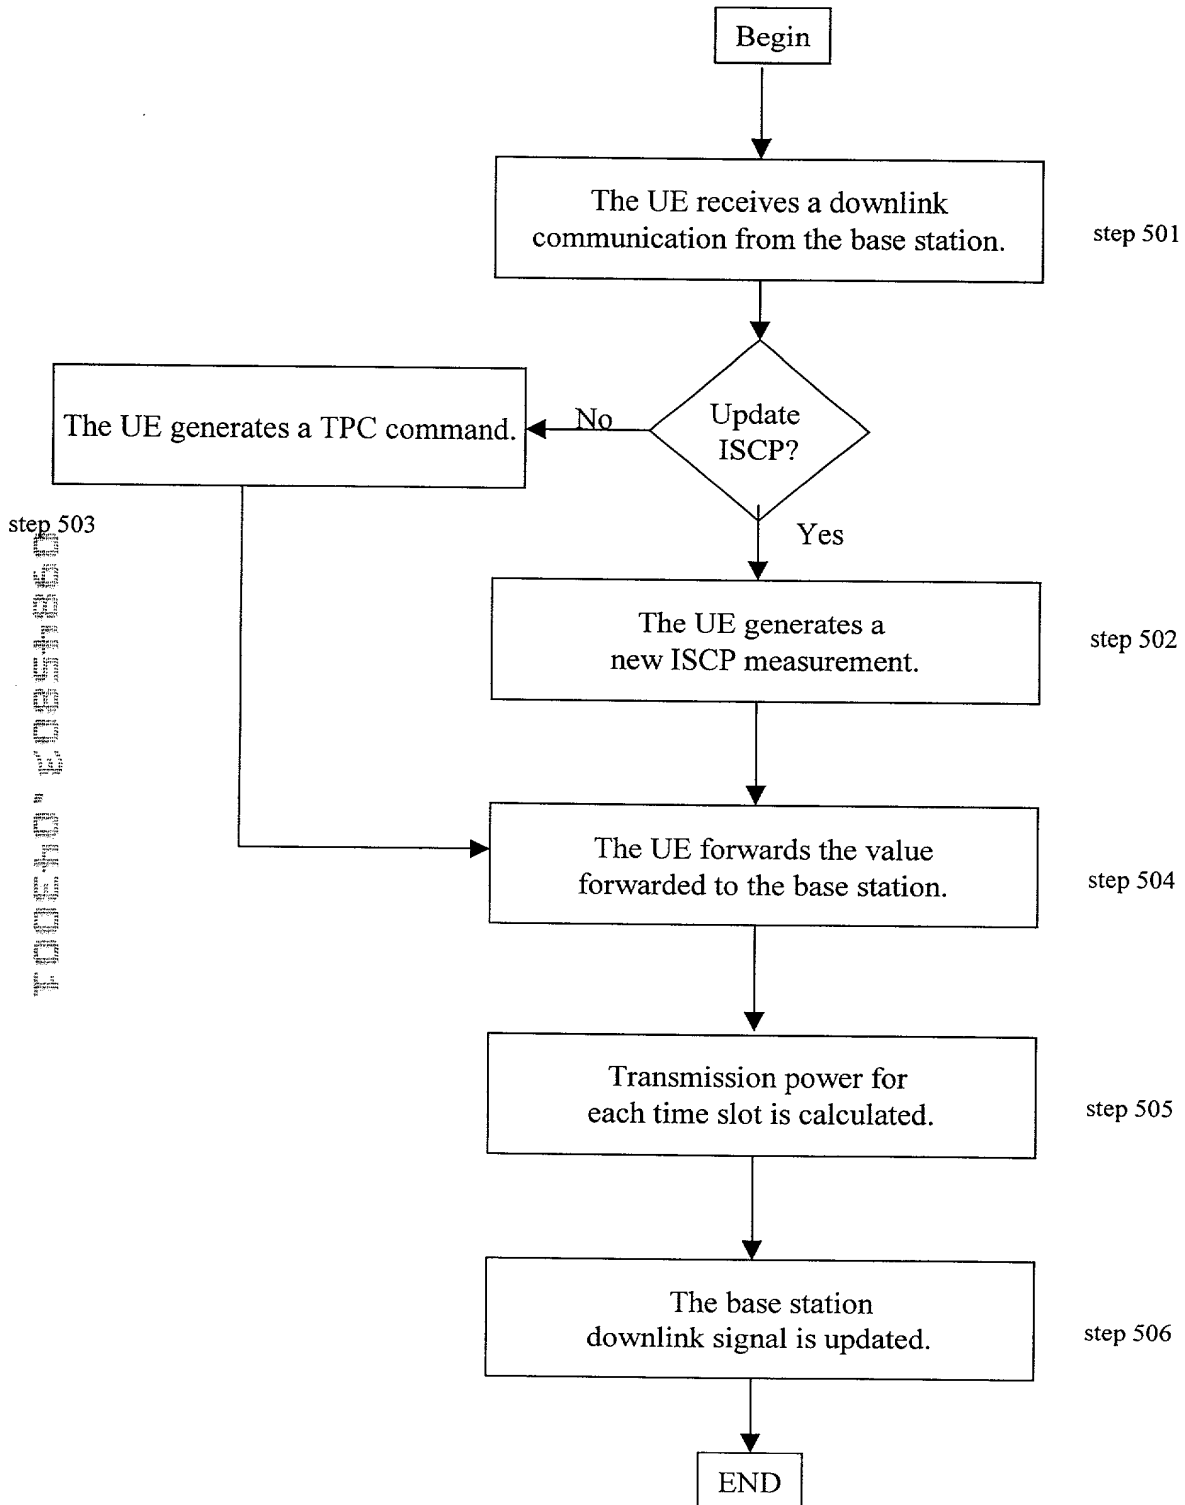 Begin
The UE receives a downlink
communication from the base station.
step 501
Update
ISCP?
No
The UE generates a TPC command.
step 503
Yes
The UE generates a
new ISCP measurement.
step 502
The UE forwards the value
forwarded to the base station.
step 504
Transmission power for
each time slot is calculated.
step 505
The base station
downlink signal is updated.
step 506
END